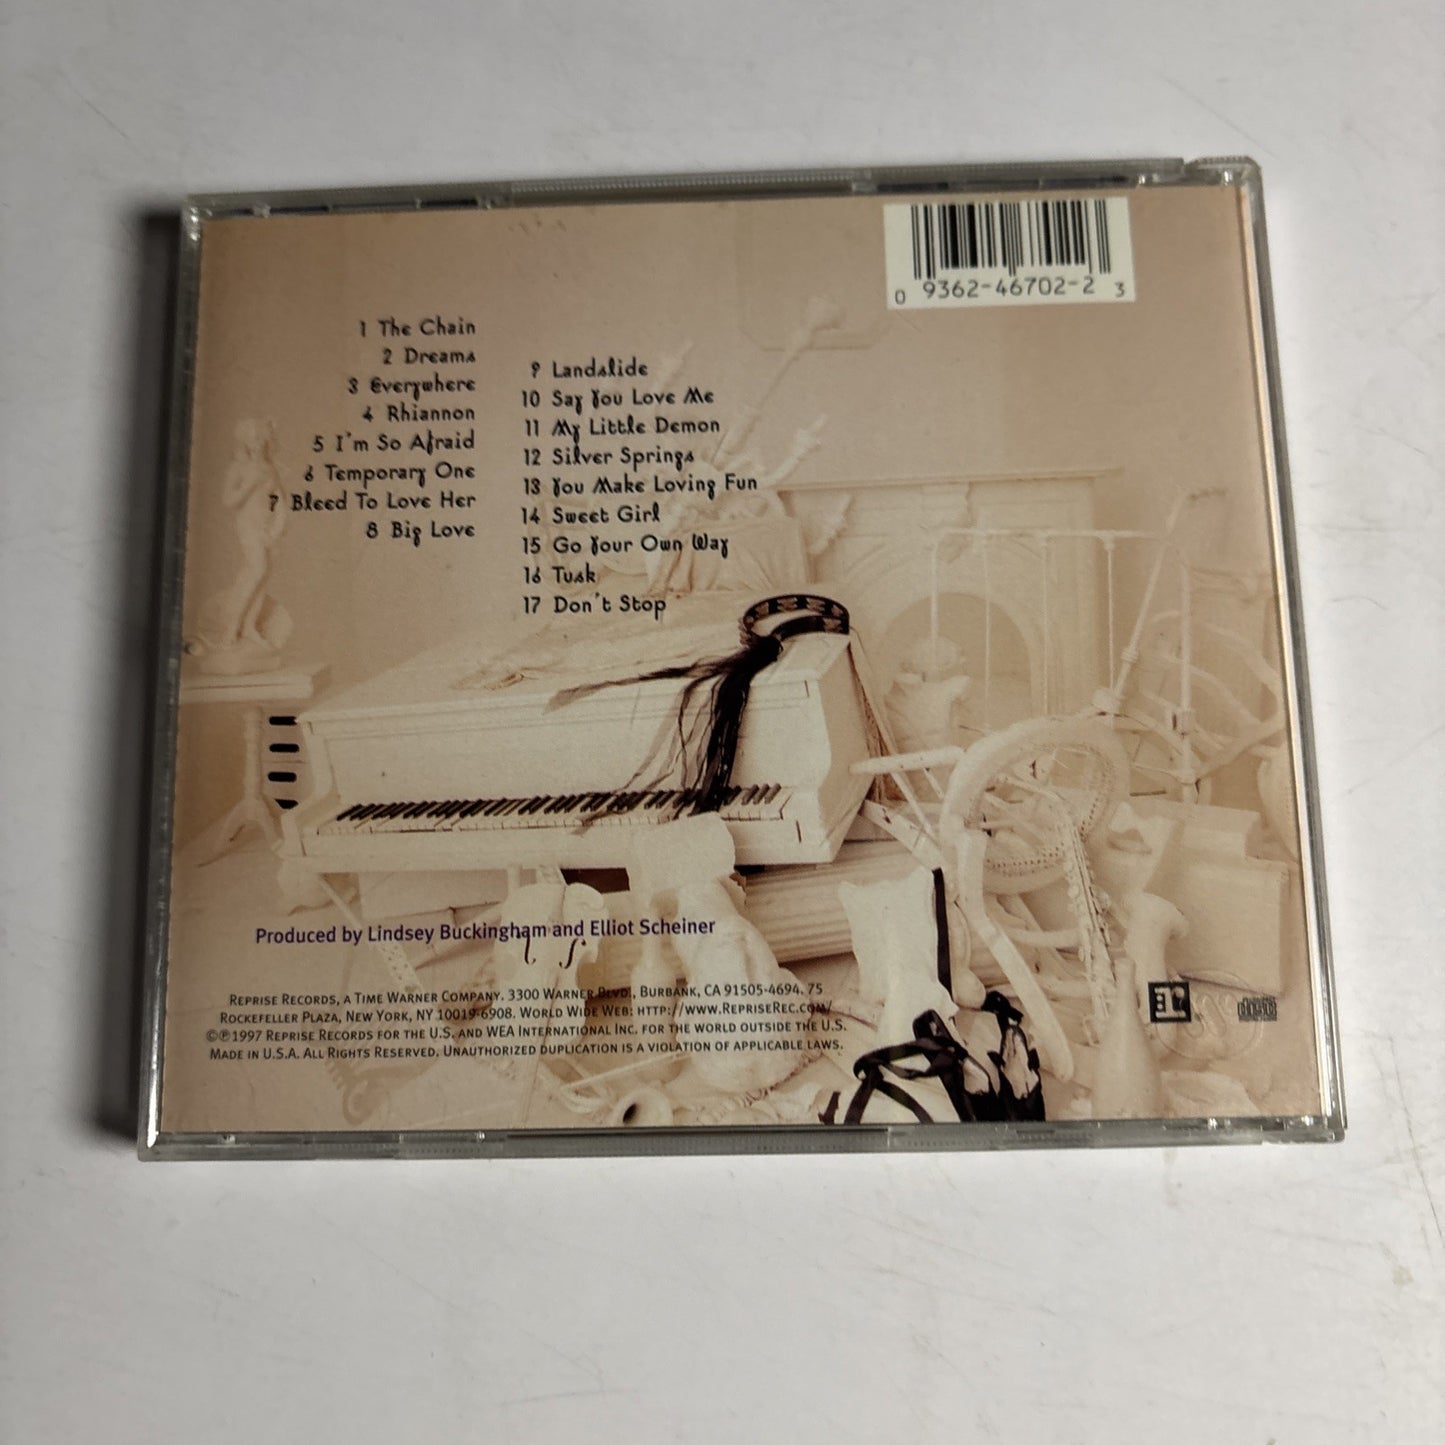 0 9362-46702-2 3
1 The Chain
2 Dreams
3 Everywhere
4 Rhiannon
5 I'm So Afraid
6 Temporary One
7 Bleed To Love Her
8 Big Love
9 Landslide
10 Say You Love Me
11 My Little Demon
12 Silver Springs
13 You Make Loving Fun
14 Sweet Girl
15 Go Your Own Way
16 Tusk
17 Don't Stop
Produced by Lindsey Buckingham and Elliot Scheiner
Reprise Records, a Time Warner Company. 3300 Warner Blvd., Burbank, CA 91505-4694. 75
Rockefeller Plaza, New York, NY 10019-6908. World Wide Web: http://www.RepriseRec.com/
©℗1997 Reprise Records for the U.S. and WEA International Inc. for the world outside the U.S.
Made in U.S.A. All Rights Reserved. Unauthorized duplication is a violation of applicable laws.